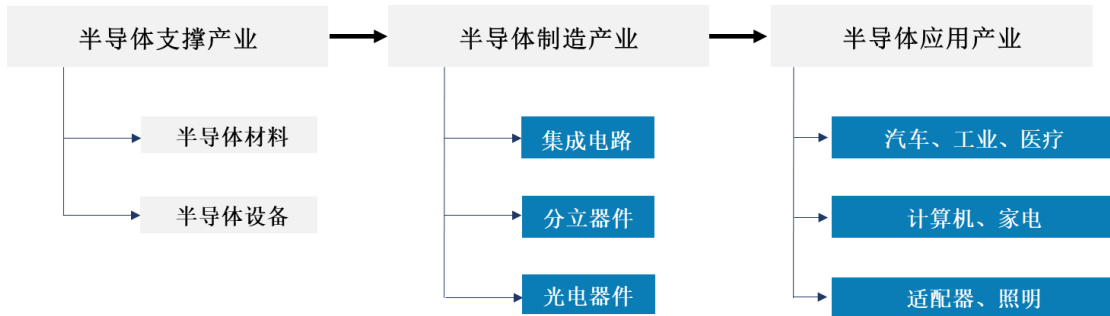 半导体支撑产业
半导体制造产业
半导体应用产业
半导体材料
半导体设备
集成电路
分立器件
光电器件
汽车、工业、医疗
计算机、家电
适配器、照明